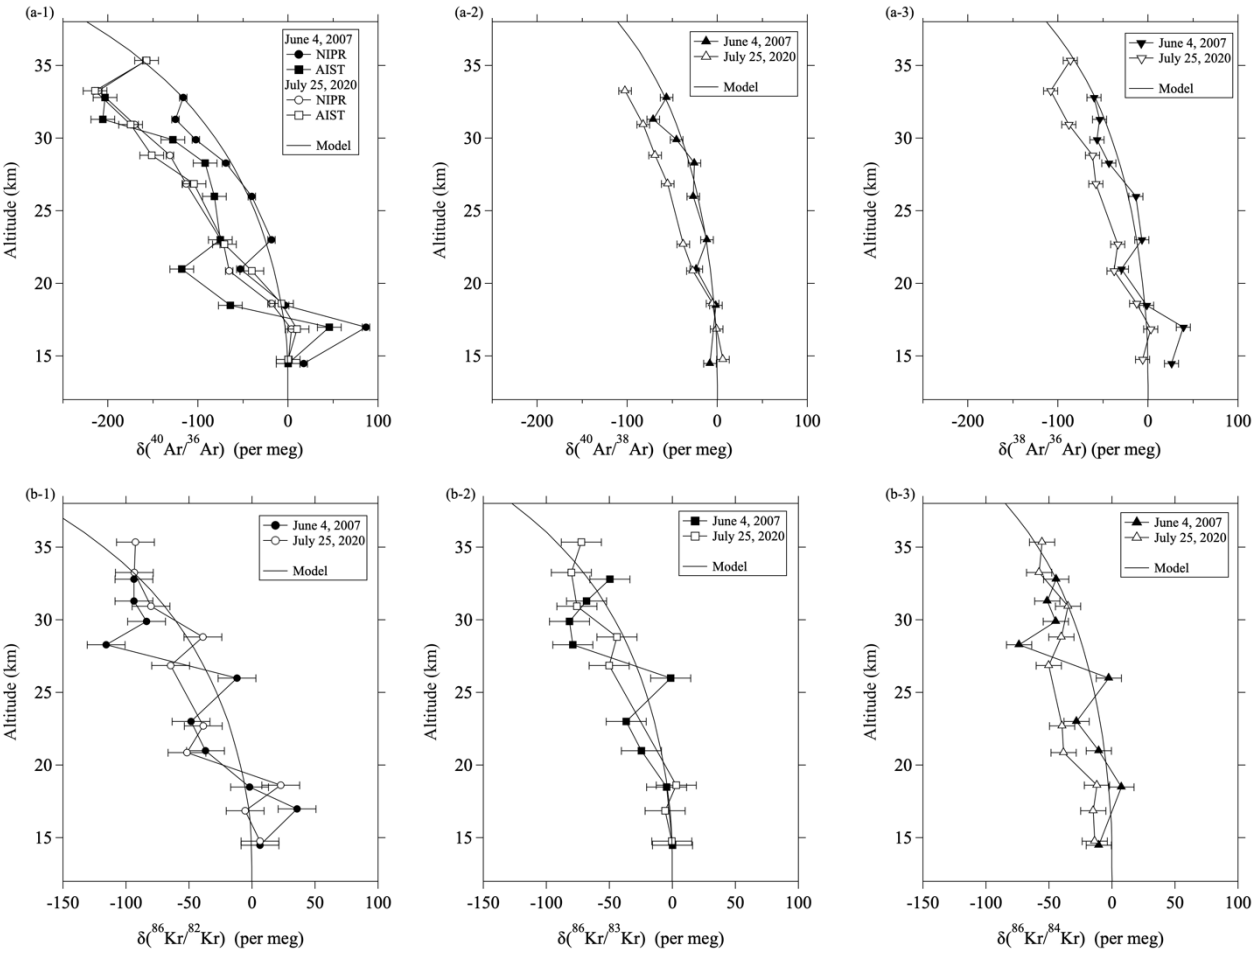 (a-1)
June 4, 2007
NIPR
AIST
July 25, 2020
NIPR
AIST
Model
Altitude (km)
35
30
25
20
15
-200
-100
0
100
δ(⁴⁰Ar/³⁶Ar) (per meg)
(a-2)
June 4, 2007
July 25, 2020
Model
Altitude (km)
35
30
25
20
15
-200
-100
0
100
δ(⁴⁰Ar/³⁸Ar) (per meg)
(a-3)
June 4, 2007
July 25, 2020
Model
Altitude (km)
35
30
25
20
15
-200
-100
0
100
δ(³⁸Ar/³⁶Ar) (per meg)
(b-1)
June 4, 2007
July 25, 2020
Model
Altitude (km)
35
30
25
20
15
-150
-100
-50
0
50
100
δ(⁸⁶Kr/⁸²Kr) (per meg)
(b-2)
June 4, 2007
July 25, 2020
Model
Altitude (km)
35
30
25
20
15
-150
-100
-50
0
50
100
δ(⁸⁶Kr/⁸³Kr) (per meg)
(b-3)
June 4, 2007
July 25, 2020
Model
Altitude (km)
35
30
25
20
15
-150
-100
-50
0
50
100
δ(⁸⁶Kr/⁸⁴Kr) (per meg)